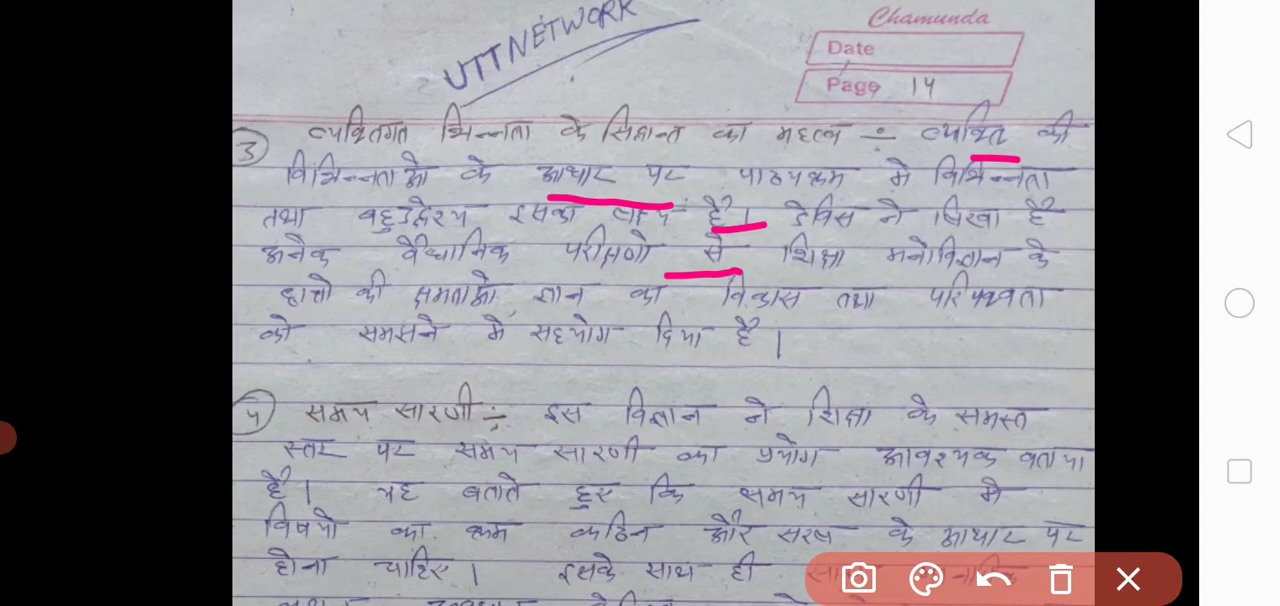 UTTNETWORK
Chamunda
Date
Page 14
3 व्यक्तिगत भिन्नता के सिद्धान्त का महत्व ÷ व्यक्ति की
विभिन्नताओ के आधार पर पाठ्यक्रम मे विभिन्नता
तथा बहुउद्देश्य इसका लक्ष्य है। डेविस ने लिखा है
अनेक वैधानिक परीक्षणो से शिक्षा मनोविज्ञान के
छात्रो की क्षमताओ, ज्ञान का विकास तथा परिपक्वता
को समझने मे सहयोग दिया है।
समय सारणी ÷ इस विज्ञान ने शिक्षा के समस्त
स्तर पर समय सारणी का प्रयोग आवश्यक बताया
है। यह बताते हुए कि समय सारणी मे
विषयो का क्रम कठिन और सरल के आधार पर
होना चाहिए। इसके साथ ही